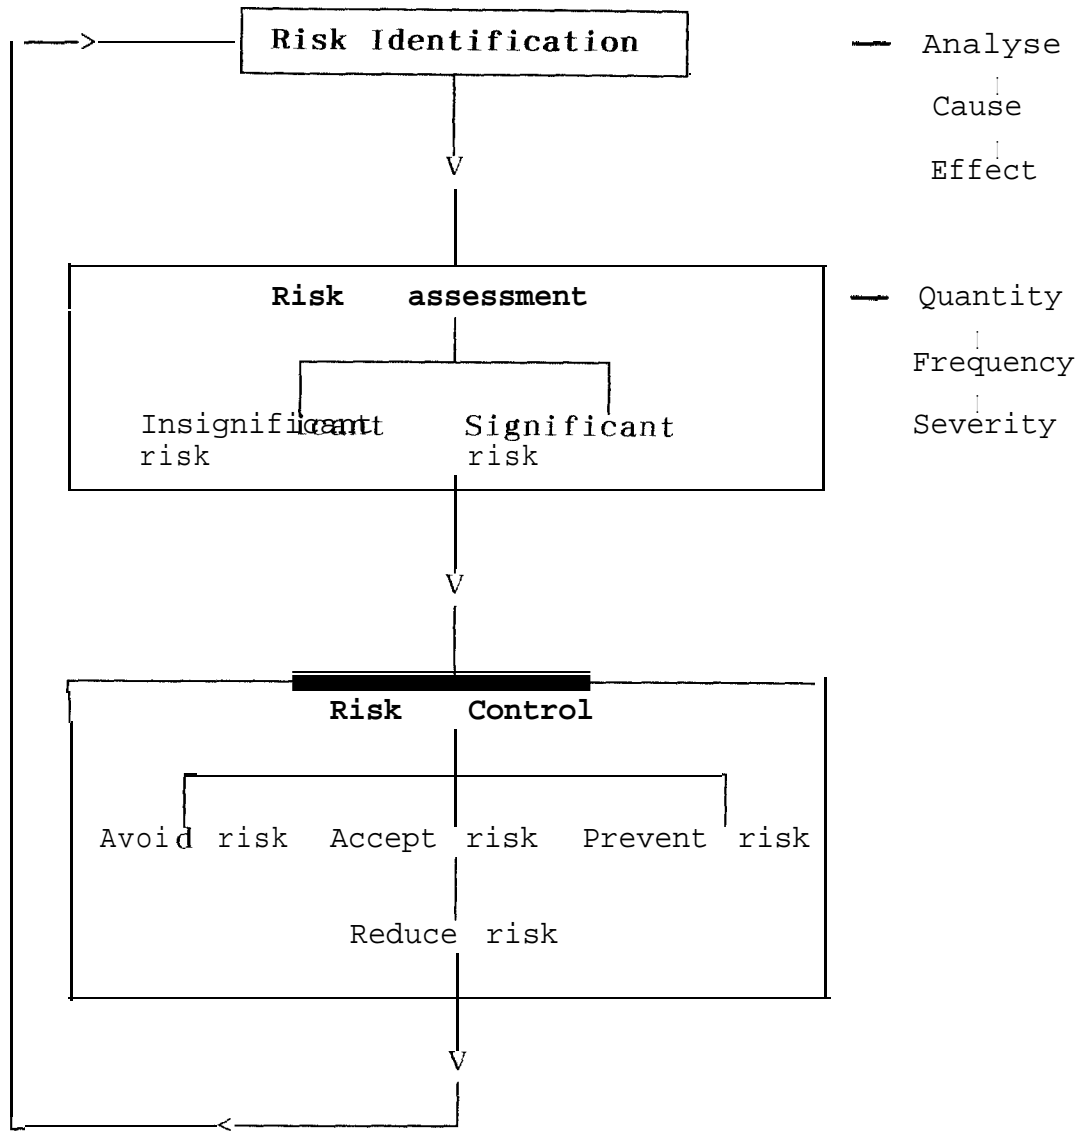 Risk Identification
Analyse
Cause
Effect
Risk assessment
Quantity
Frequency
Severity
Insignificant Significant
risk risk
Risk Control
Avoid risk Accept risk Prevent risk
Reduce risk